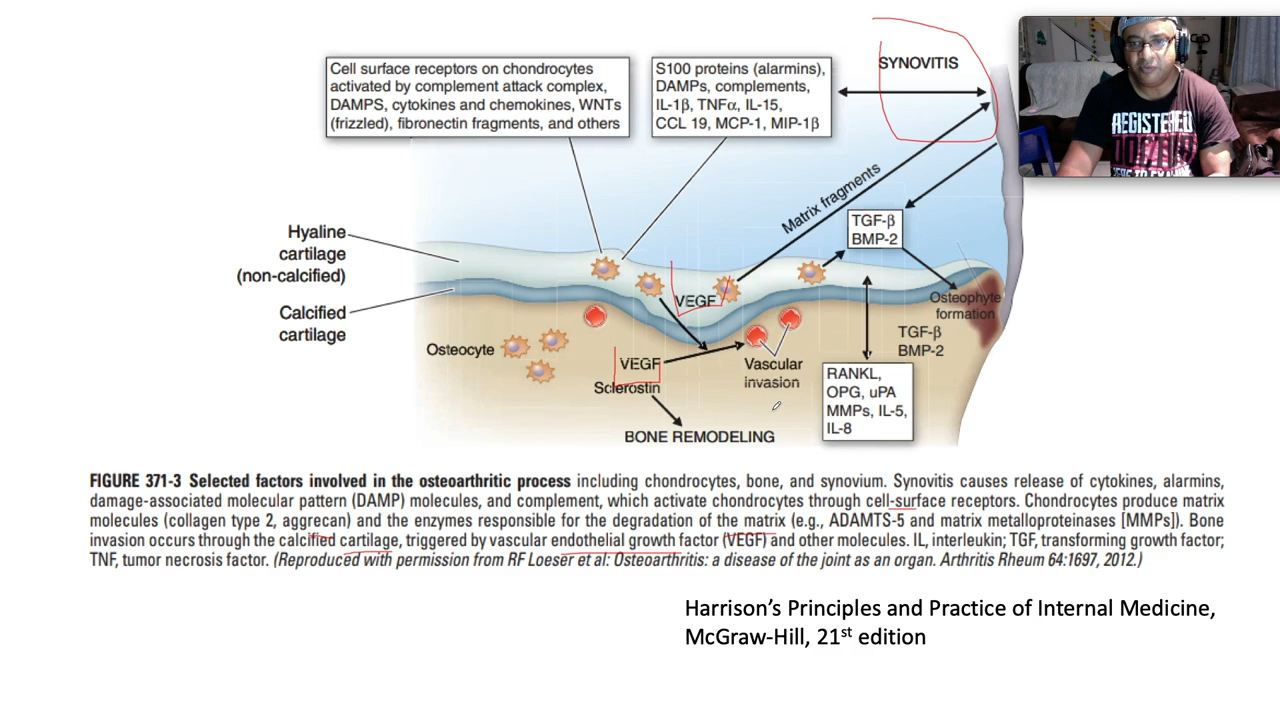 Cell surface receptors on chondrocytes
activated by complement attack complex,
DAMPS, cytokines and chemokines, WNTs
(frizzled), fibronectin fragments, and others
S100 proteins (alarmins),
DAMPs, complements,
IL-1β, TNFα, IL-15,
CCL 19, MCP-1, MIP-1β
SYNOVITIS
REGISTERED
DOCTOR
Matrix fragments
TGF-β
BMP-2
Hyaline
cartilage
(non-calcified)
Calcified
cartilage
VEGF
Osteophyte
formation
TGF-β
BMP-2
Osteocyte
VEGF
Sclerostin
Vascular
invasion
RANKL,
OPG, uPA
MMPs, IL-5,
IL-8
BONE REMODELING
FIGURE 371-3 Selected factors involved in the osteoarthritic process including chondrocytes, bone, and synovium. Synovitis causes release of cytokines, alarmins,
damage-associated molecular pattern (DAMP) molecules, and complement, which activate chondrocytes through cell-surface receptors. Chondrocytes produce matrix
molecules (collagen type 2, aggrecan) and the enzymes responsible for the degradation of the matrix (e.g., ADAMTS-5 and matrix metalloproteinases [MMPs]). Bone
invasion occurs through the calcified cartilage, triggered by vascular endothelial growth factor (VEGF) and other molecules. IL, interleukin; TGF, transforming growth factor;
TNF, tumor necrosis factor. (Reproduced with permission from RF Loeser et al: Osteoarthritis: a disease of the joint as an organ. Arthritis Rheum 64:1697, 2012.)
Harrison's Principles and Practice of Internal Medicine,
McGraw-Hill, 21st edition